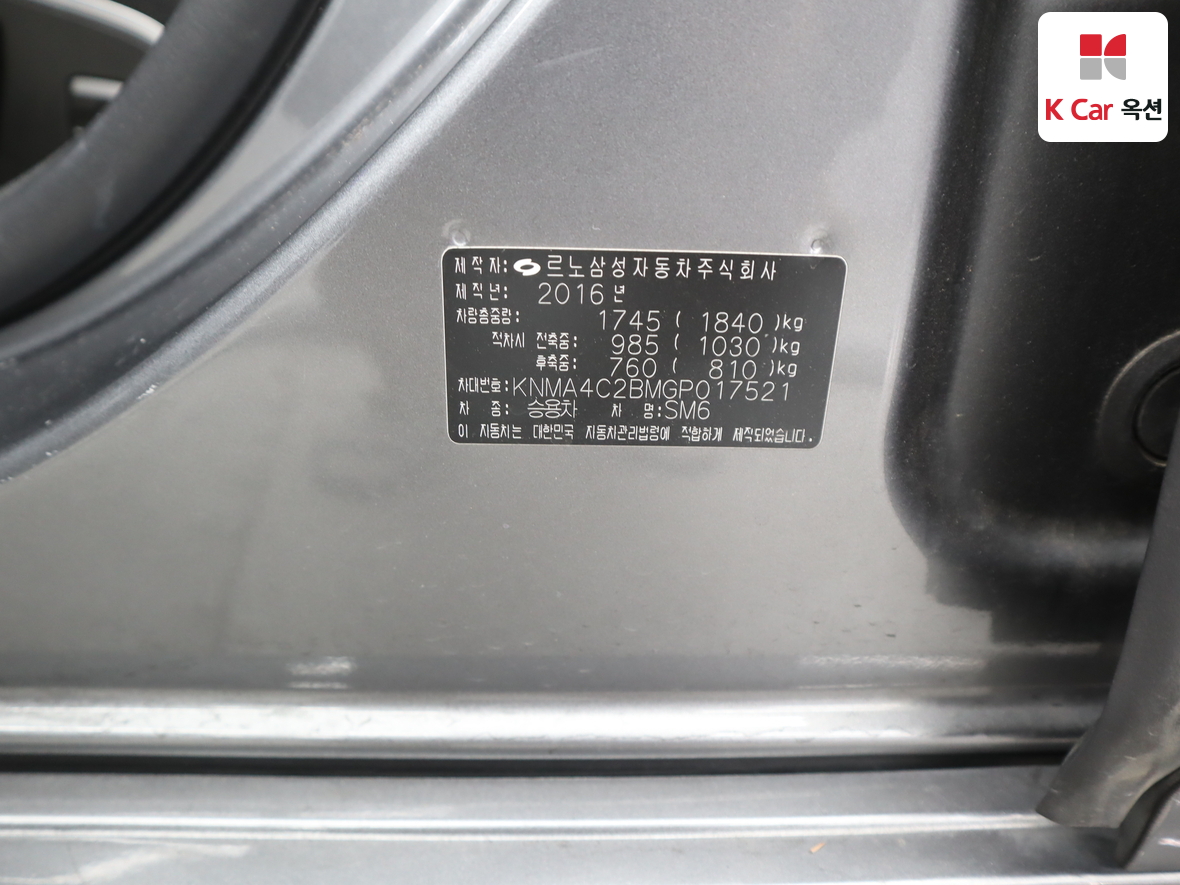 K Car 옥션
제 작 자: 르노삼성자동차주식회사
제 작 년: 2016 년
차량총중량: 1745 ( 1840 )kg
적차시 전축중: 985 ( 1030 )kg
후축중: 760 ( 810 )kg
차대번호:KNMA4C2BMGP017521
차 종: 승용차 차 명:SM6
이 자동차는 대한민국 자동차관리법령에 적합하게 제작되었습니다.